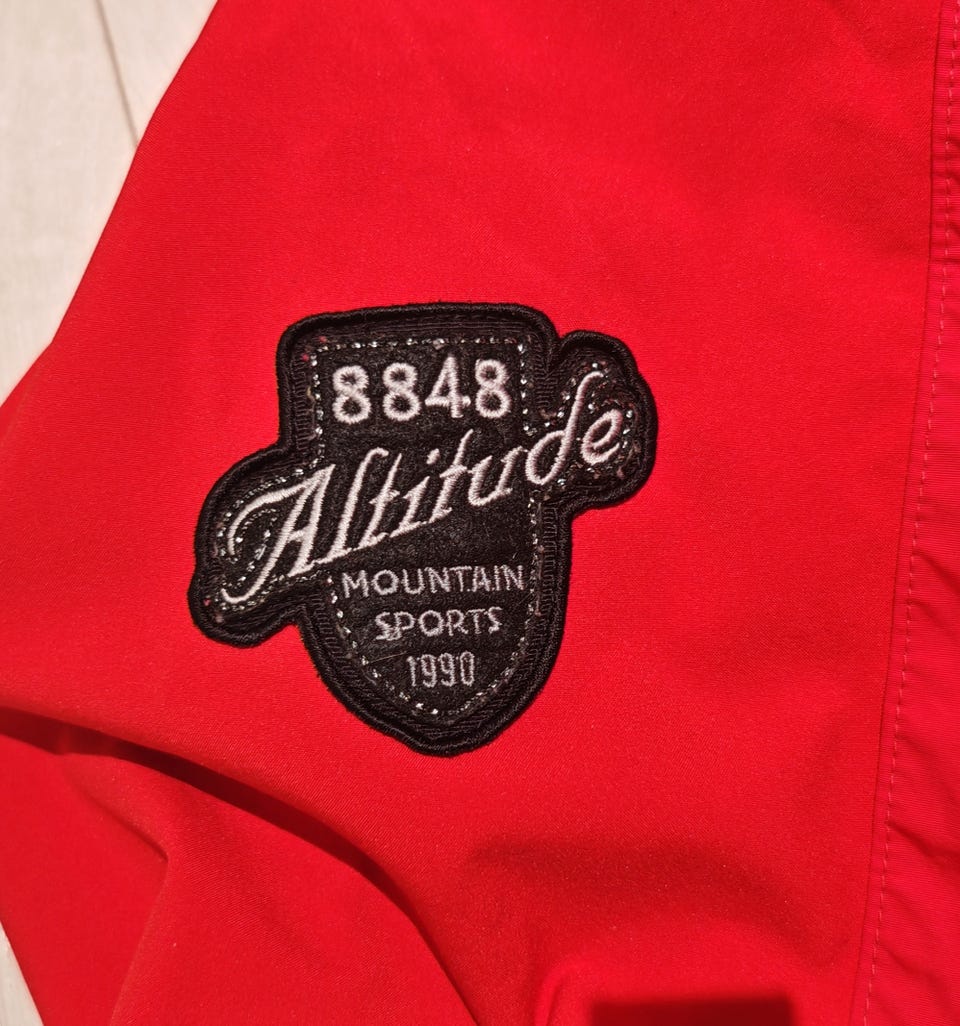 8848
Altitude
MOUNTAIN
SPORTS
1990